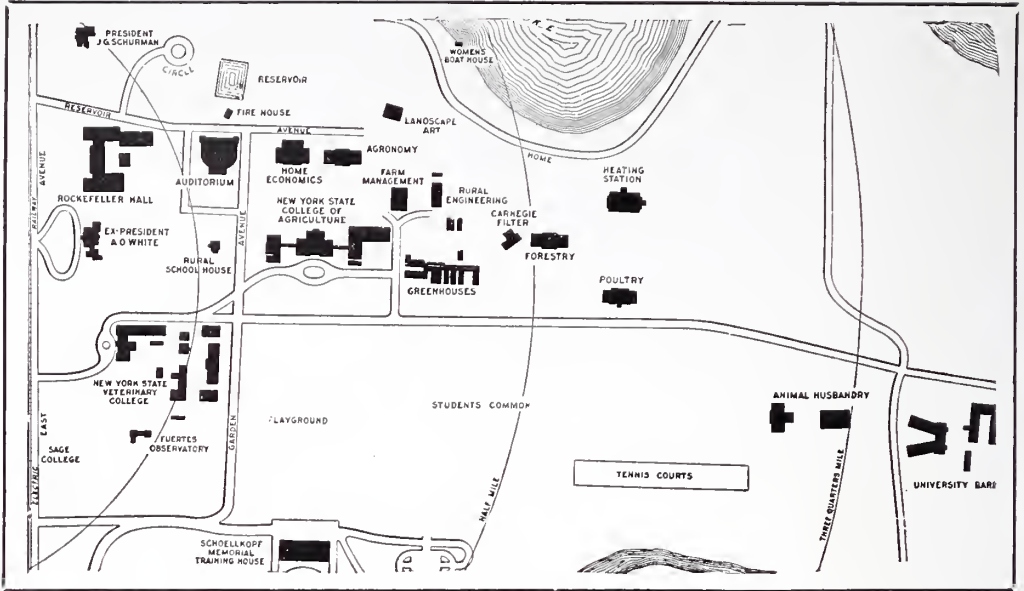 PRESIDENT
J.G.SCHURMAN
CIRCLE
RESERVOIR
WOMENS
BOAT HOUSE
RESERVOIR
FIRE HOUSE
AVENUE
LANDSCAPE
ART
HOME
AGRONOMY
HOME
ECONOMICS
FARM
MANAGEMENT
AUDITORIUM
ROCKEFELLER HALL
AVENUE
RAILWAY
HEATING
STATION
RURAL
ENGINEERING
NEW YORK STATE
COLLEGE OF
AGRICULTURE
CARNEGIE
FILTER
FORESTRY
AVENUE
EX-PRESIDENT
A D WHITE
RURAL
SCHOOL HOUSE
GREENHOUSES
POULTRY
NEW YORK STATE
VETERINARY
COLLEGE
STUDENTS COMMON
ANIMAL HUSBANDRY
EAST
GARDEN
PLAYGROUND
FUERTES
OBSERVATORY
SAGE
COLLEGE
ELECTRIC
TENNIS COURTS
HALF MILE
THREE QUARTERS MILE
UNIVERSITY BARN
SCHOELLKOPF
MEMORIAL
TRAINING HOUSE